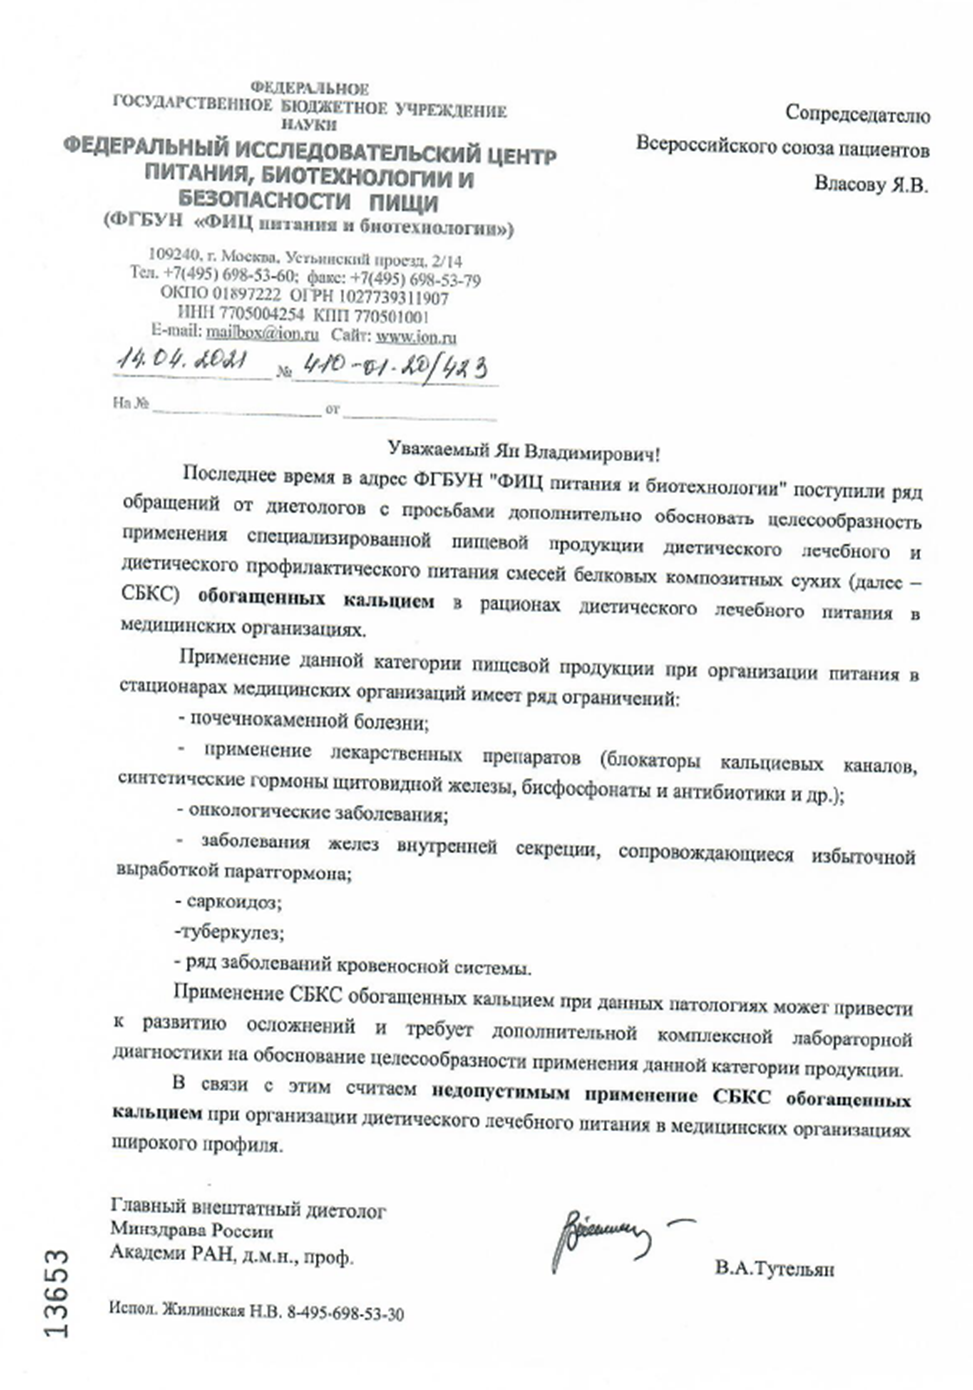 ФЕДЕРАЛЬНОЕ
ГОСУДАРСТВЕННОЕ БЮДЖЕТНОЕ УЧРЕЖДЕНИЕ
НАУКИ
ФЕДЕРАЛЬНЫЙ ИССЛЕДОВАТЕЛЬСКИЙ ЦЕНТР
ПИТАНИЯ, БИОТЕХНОЛОГИИ И
БЕЗОПАСНОСТИ ПИЩИ
(ФГБУН «ФИЦ питания и биотехнологии»)
109240, г. Москва, Устьинский проезд, 2/14
Тел. +7(495) 698-53-60; факс: +7(495) 698-53-79
ОКПО 01897222 ОГРН 1027739311907
ИНН 7705004254 КПП 770501001
E-mail: mailbox@ion.ru Сайт: www.ion.ru
14.04.2021 № 410-01-20/423
На № от
Сопредседателю
Всероссийского союза пациентов
Власову Я.В.
Уважаемый Ян Владимирович!
Последнее время в адрес ФГБУН "ФИЦ питания и биотехнологии" поступили ряд
обращений от диетологов с просьбами дополнительно обосновать целесообразность
применения специализированной пищевой продукции диетического лечебного и
диетического профилактического питания смесей белковых композитных сухих (далее –
СБКС) обогащенных кальцием в рационах диетического лечебного питания в
медицинских организациях.
Применение данной категории пищевой продукции при организации питания в
стационарах медицинских организаций имеет ряд ограничений:
- почечнокаменной болезни;
- применение лекарственных препаратов (блокаторы кальциевых каналов,
синтетические гормоны щитовидной железы, бисфосфонаты и антибиотики и др.);
- онкологические заболевания;
- заболевания желез внутренней секреции, сопровождающиеся избыточной
выработкой паратгормона;
- саркоидоз;
-туберкулез;
- ряд заболеваний кровеносной системы.
Применение СБКС обогащенных кальцием при данных патологиях может привести
к развитию осложнений и требует дополнительной комплексной лабораторной
диагностики на обоснование целесообразности применения данной категории продукции.
В связи с этим считаем недопустимым применение СБКС обогащенных
кальцием при организации диетического лечебного питания в медицинских организациях
широкого профиля.
Главный внештатный диетолог
Минздрава России
Академи РАН, д.м.н., проф.
В.А.Тутельян
Испол. Жилинская Н.В. 8-495-698-53-30
13653